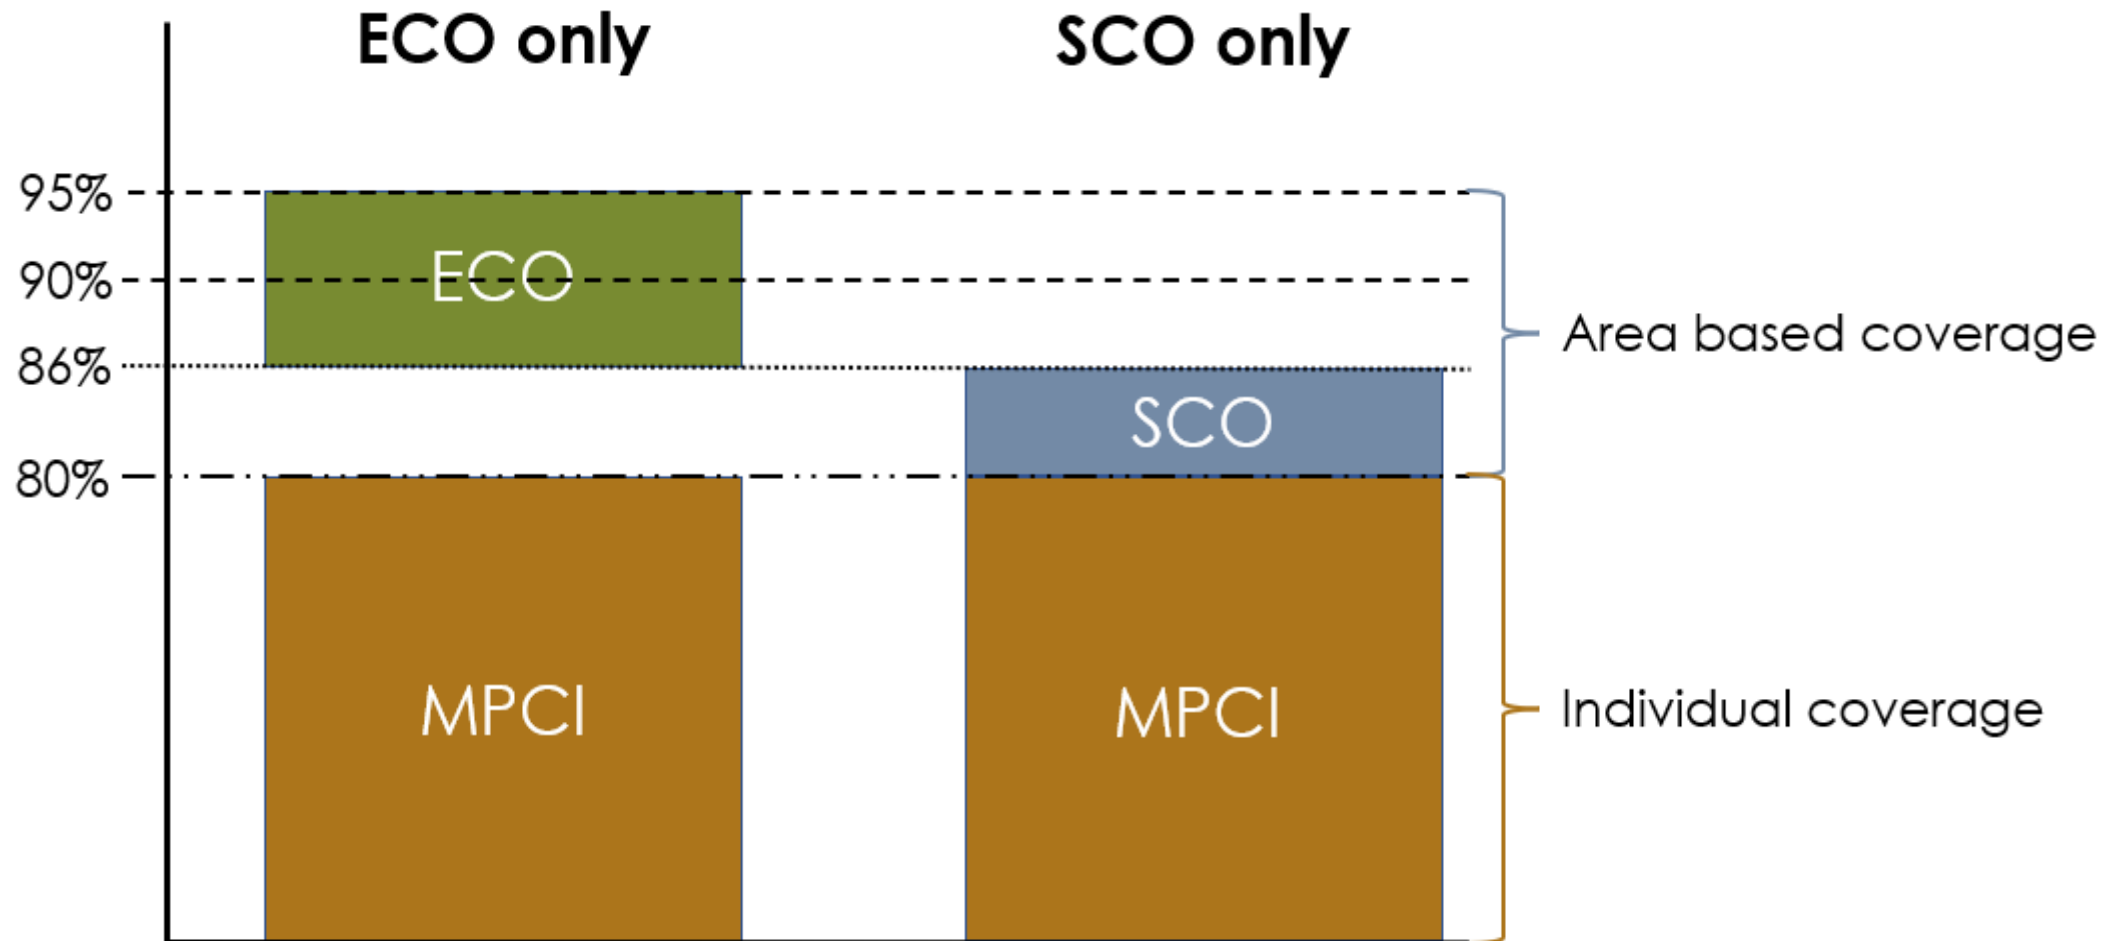 ECO only
SCO only
95%
90%
86%
80%
ECO
SCO
MPCI
MPCI
Area based coverage
Individual coverage